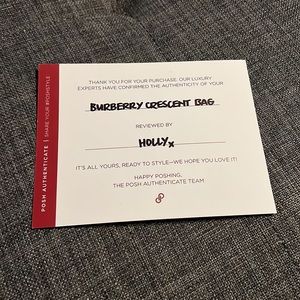 POSH AUTHENTICATE | SHARE YOUR #POSHSTYLE
THANK YOU FOR YOUR PURCHASE. OUR LUXURY
EXPERTS HAVE CONFIRMED THE AUTHENTICITY OF YOUR
BURBERRY CRESCENT BAG
REVIEWED BY
HOLLY x
IT'S ALL YOURS, READY TO STYLE—WE HOPE YOU LOVE IT!
HAPPY POSHING,
THE POSH AUTHENTICATE TEAM